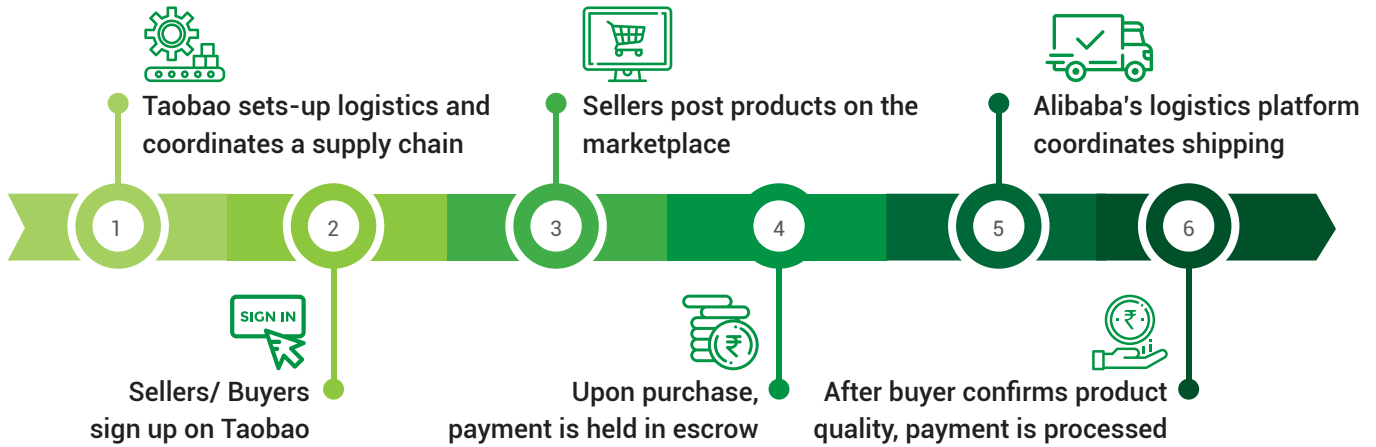 Taobao sets-up logistics and
coordinates a supply chain
Sellers post products on the
marketplace
Alibaba's logistics platform
coordinates shipping
1
2
3
4
5
6
SIGN IN
₹
₹
Sellers/ Buyers
sign up on Taobao
Upon purchase,
payment is held in escrow
After buyer confirms product
quality, payment is processed